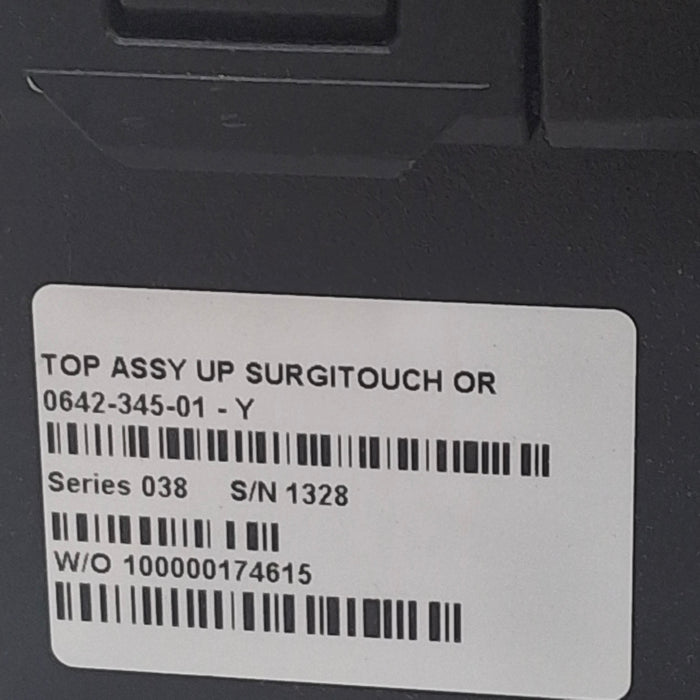 TOP ASSY UP SURGITOUCH OR
0642-345-01 - Y
Series 038 S/N 1328
W/O 100000174615